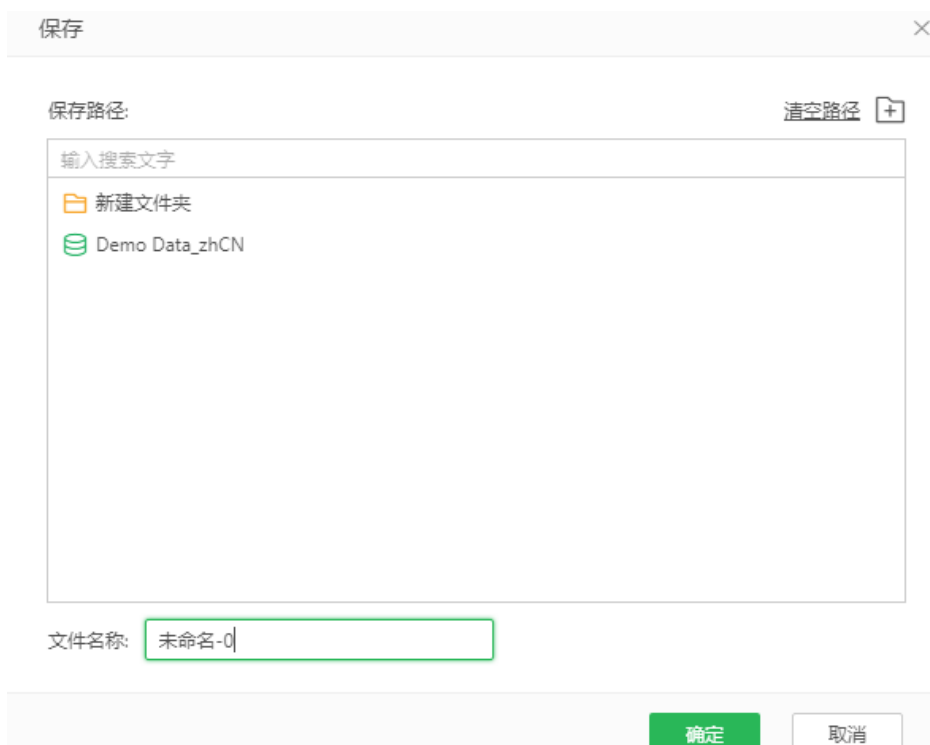 保存
保存路径:
清空路径
输入搜索文字
新建文件夹
Demo Data_zhCN
文件名称: 未命名-0
确定 取消